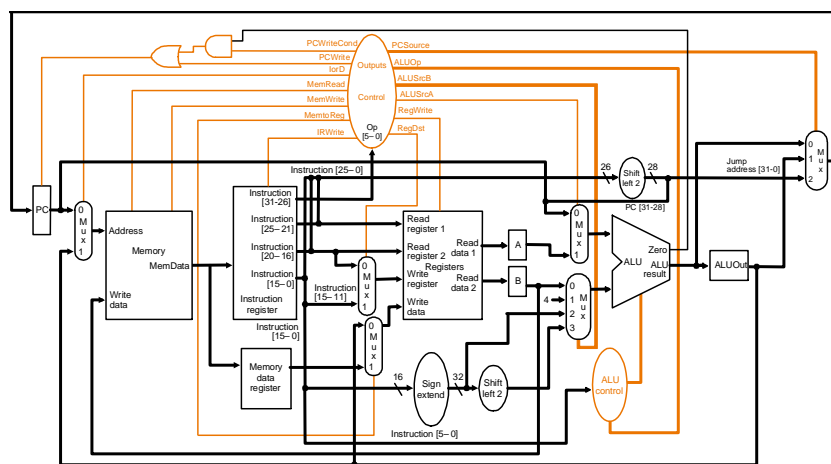 PCWriteCond
PCSource
PCWrite
ALUOp
IorD
Outputs
ALUSrcB
MemRead
ALUSrcA
MemWrite
Control
RegWrite
MemtoReg
RegDst
IRWrite
Op
[5– 0]
Instruction [25– 0]
26
Shift
left 2
28
Jump
address [31-0]
PC [31-28]
0
1
2
M
u
x
PC
0
M
u
x
1
Address
Memory
MemData
Write
data
Instruction
[31-26]
Instruction
[25– 21]
Instruction
[20– 16]
Instruction
[15– 0]
Instruction
register
Instruction
[15– 0]
Instruction
[15– 11]
Memory
data
register
0
M
u
x
1
0
M
u
x
1
Read
register 1
Read
register 2
Registers
Write
register
Write
data
Read
data 1
Read
data 2
A
B
0
M
u
x
1
4
0
1
2
3
M
u
x
Zero
ALU
ALU
result
ALUOut
16
Sign
extend
32
Shift
left 2
ALU
control
Instruction [5– 0]